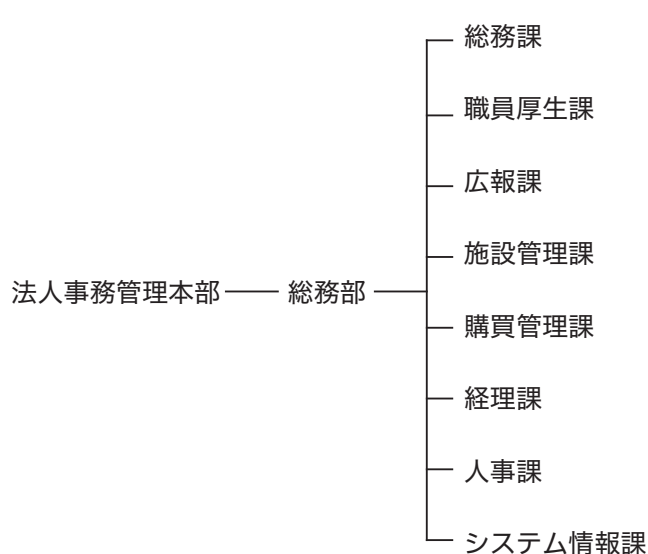 総務課
職員厚生課
広報課
施設管理課
法人事務管理本部
総務部
購買管理課
経理課
人事課
システム情報課